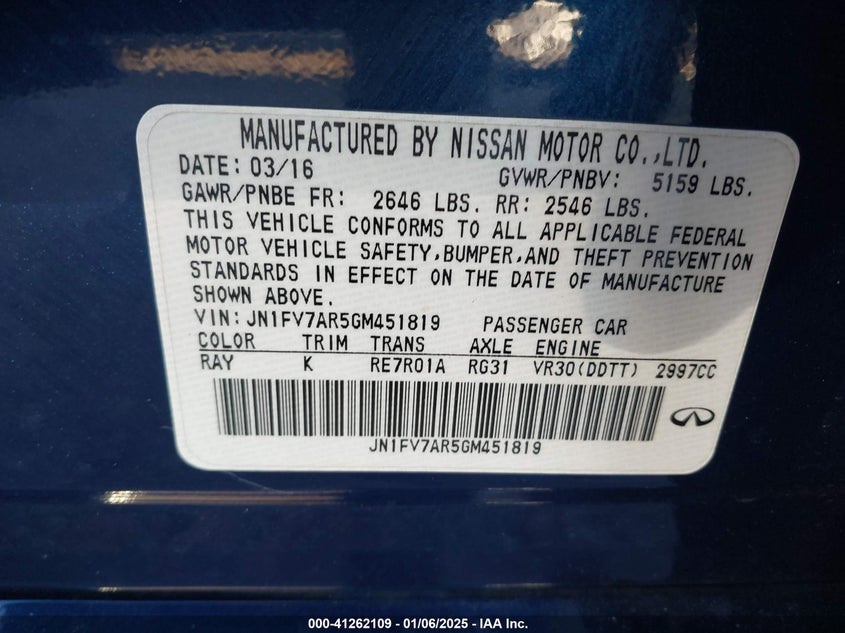 MANUFACTURED BY NISSAN MOTOR CO.,LTD.
DATE: 03/16 GVWR/PNBV: 5159 LBS.
GAWR/PNBE FR: 2646 LBS. RR: 2546 LBS.
THIS VEHICLE CONFORMS TO ALL APPLICABLE FEDERAL
MOTOR VEHICLE SAFETY,BUMPER,AND THEFT PREVENTION
STANDARDS IN EFFECT ON THE DATE OF MANUFACTURE
SHOWN ABOVE.
VIN: JN1FV7AR5GM451819 PASSENGER CAR
COLOR TRIM TRANS AXLE ENGINE
RAY K RE7R01A RG31 VR30(DDTT) 2997CC
JN1FV7AR5GM451819
000-41262109 - 01/06/2025 - IAA Inc.